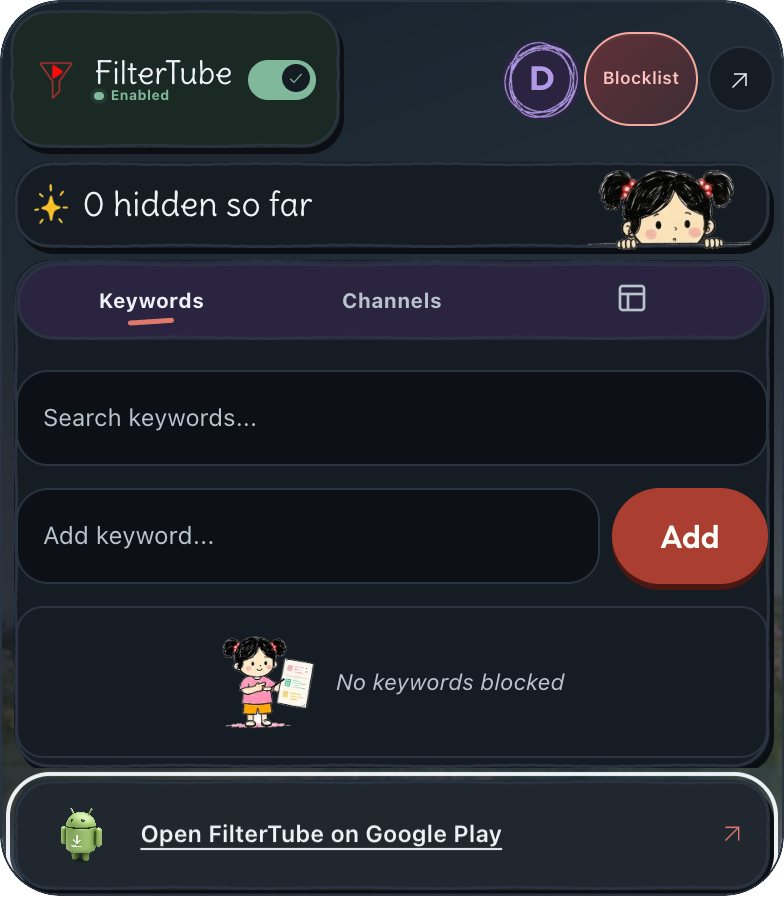 FilterTube
Enabled
D
Blocklist
0 hidden so far
Keywords
Channels
Search keywords...
Add keyword...
Add
No keywords blocked
Open FilterTube on Google Play